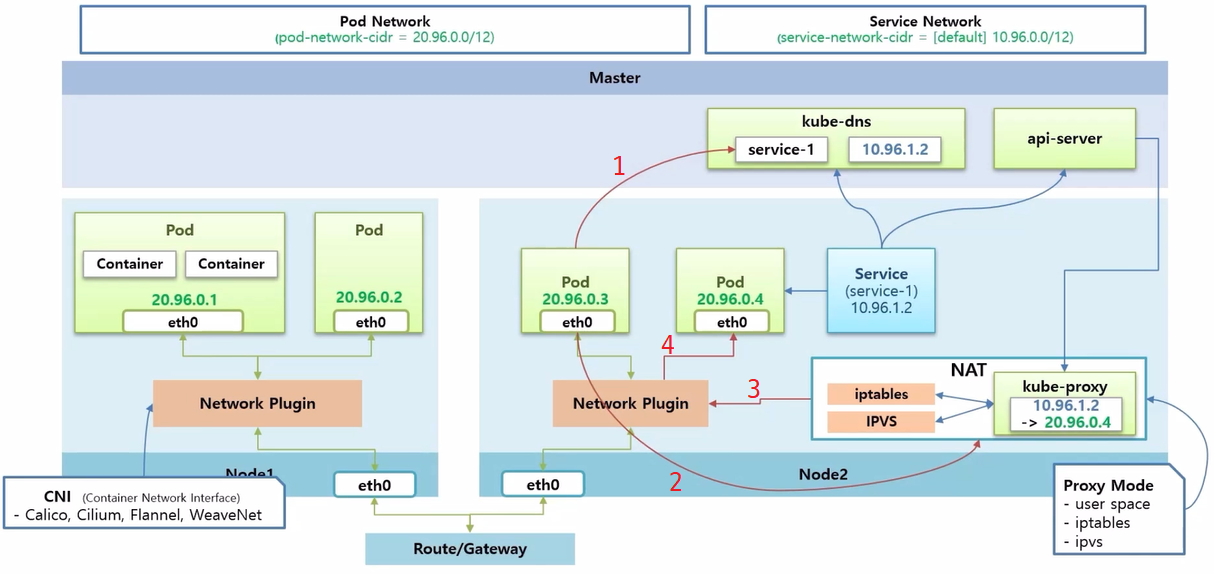 Pod Network
(pod-network-cidr = 20.96.0.0/12)
Service Network
(service-network-cidr = [default] 10.96.0.0/12)
Master
kube-dns
service-1
10.96.1.2
api-server
1
Pod
Container
Container
20.96.0.1
eth0
Pod
20.96.0.2
eth0
Pod
20.96.0.3
eth0
Pod
20.96.0.4
eth0
Service
(service-1)
10.96.1.2
4
Network Plugin
Network Plugin
3
NAT
iptables
IPVS
kube-proxy
10.96.1.2
-> 20.96.0.4
Node1
eth0
eth0
2
Node2
CNI (Container Network Interface)
- Calico, Cilium, Flannel, WeaveNet
Proxy Mode
- user space
- iptables
- ipvs
Route/Gateway